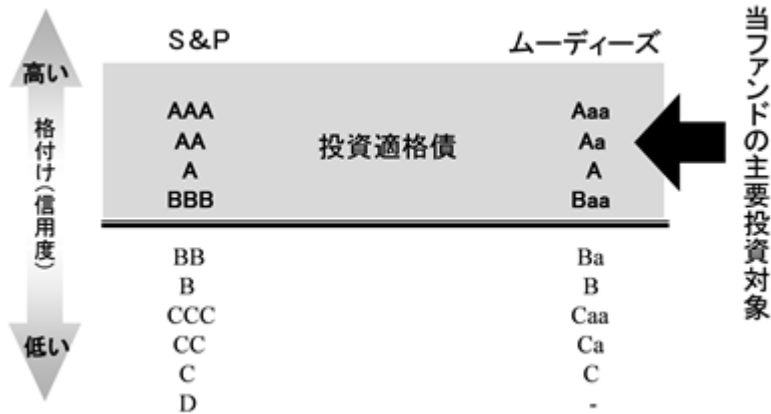 S&P ムーディーズ
高い
格付け(信用度)
低い
AAA Aaa
AA 投資適格債 Aa
A A
BBB Baa
BB Ba
B B
CCC Caa
CC Ca
C C
D -
当ファンドの主要投資対象